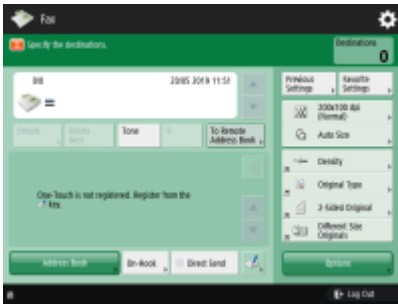 Fax
Specify the destinations.
Destinations
0
20/05 2019 11:51
Previous Settings
Favorite Settings
200x100 dpi
(Normal)
Auto Size
Details
Delete Dest.
Tone
R
To Remote
Address Book
Density
Original Type
2-Sided Original
Different Size
Originals
One-Touch is not registered. Register from the
key.
Address Book
On-Hook
Direct Send
Options
Log Out